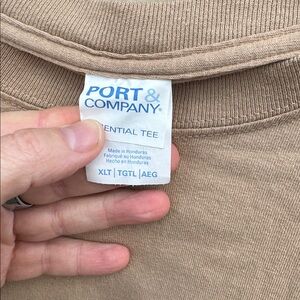 PORT &
COMPANY®
ENTIAL TEE
Made in Honduras
Fabriqué au Honduras
Hecho en Honduras
XLT | TGTL | AEG